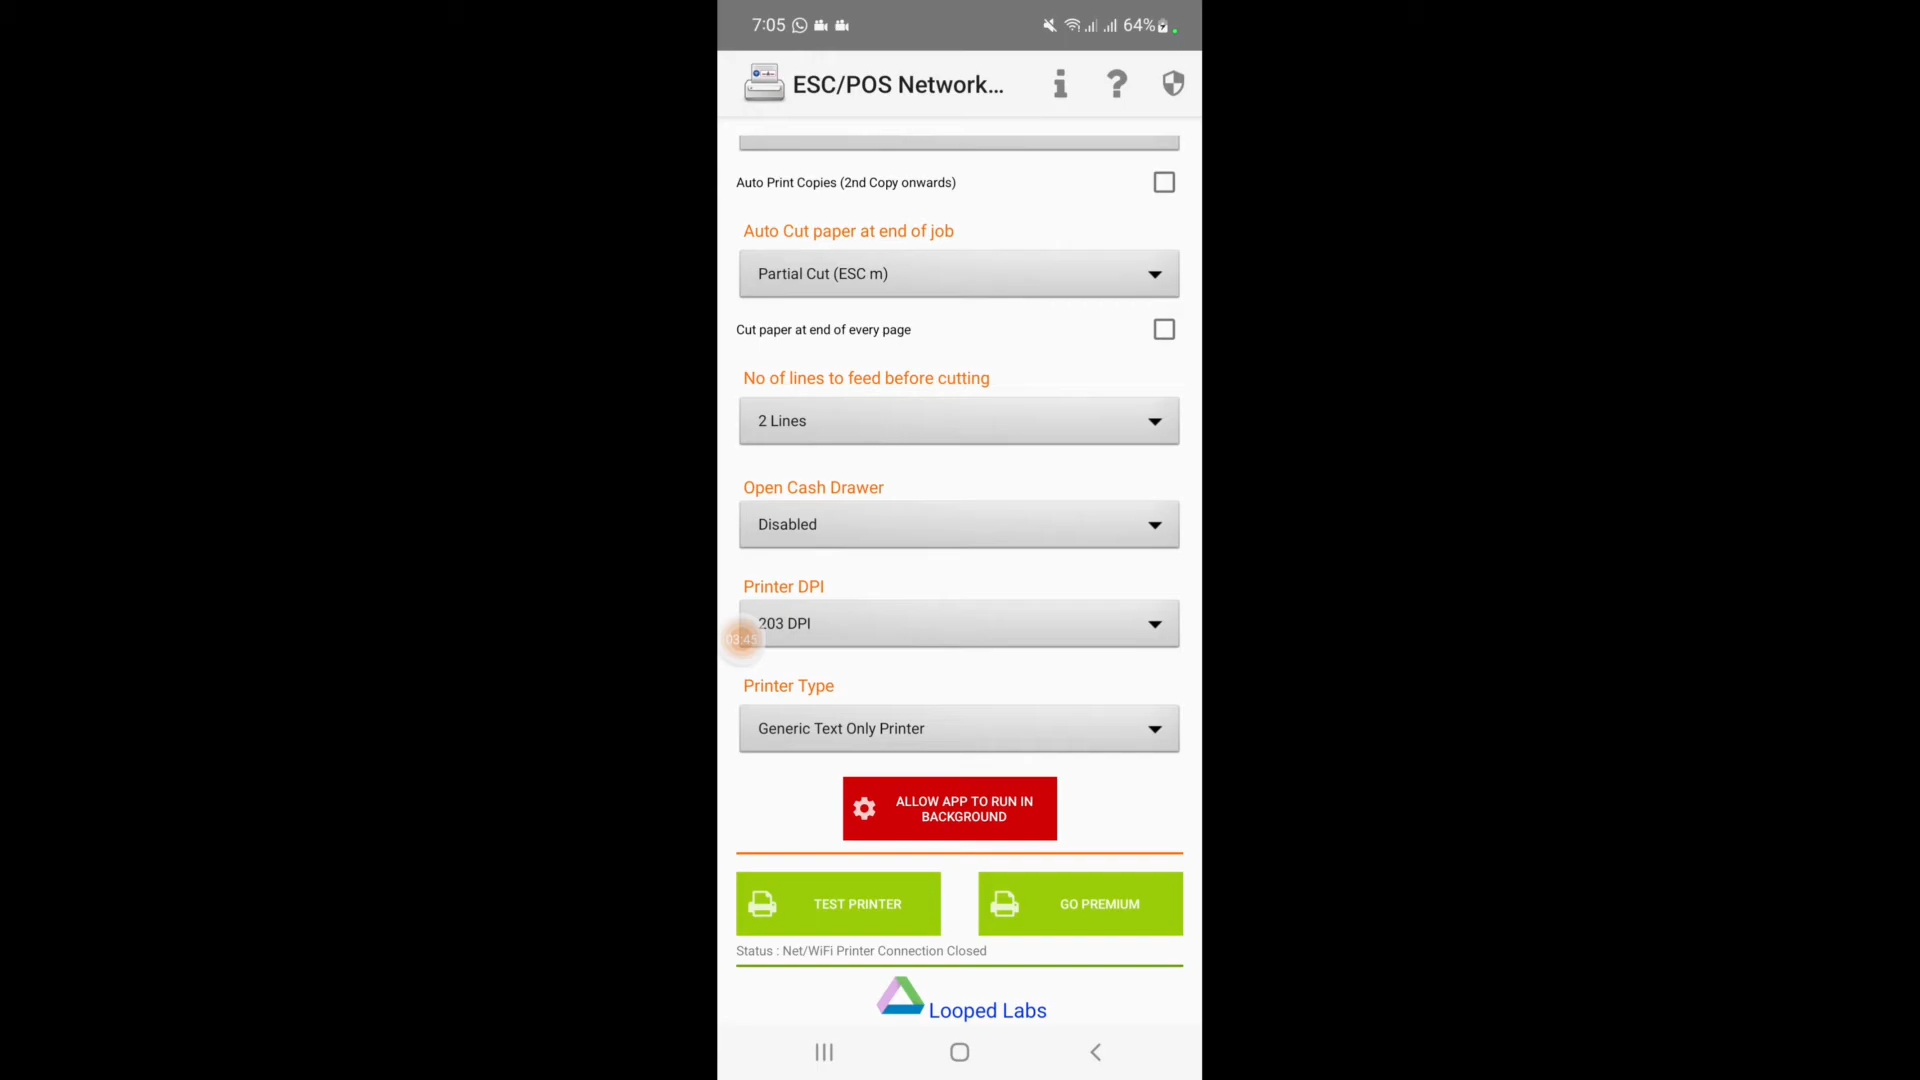 7:05 64%
ESC/POS Network...
Auto Print Copies (2nd Copy onwards)
Auto Cut paper at end of job
Partial Cut (ESC m)
Cut paper at end of every page
No of lines to feed before cutting
2 Lines
Open Cash Drawer
Disabled
Printer DPI
203 DPI
03:45
Printer Type
Generic Text Only Printer
ALLOW APP TO RUN IN
BACKGROUND
TEST PRINTER GO PREMIUM
Status : Net/WiFi Printer Connection Closed
Looped Labs